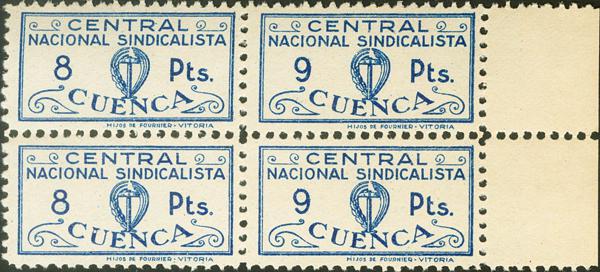 CENTRAL
NACIONAL SINDICALISTA
8 Pts.
CUENCA
HIJOS DE FOURNIER - VITORIA
CENTRAL
NACIONAL SINDICALISTA
9 Pts.
CUENCA
HIJOS DE FOURNIER - VITORIA
CENTRAL
NACIONAL SINDICALISTA
8 Pts.
CUENCA
HIJOS DE FOURNIER - VITORIA
CENTRAL
NACIONAL SINDICALISTA
9 Pts.
CUENCA
HIJOS DE FOURNIER - VITORIA